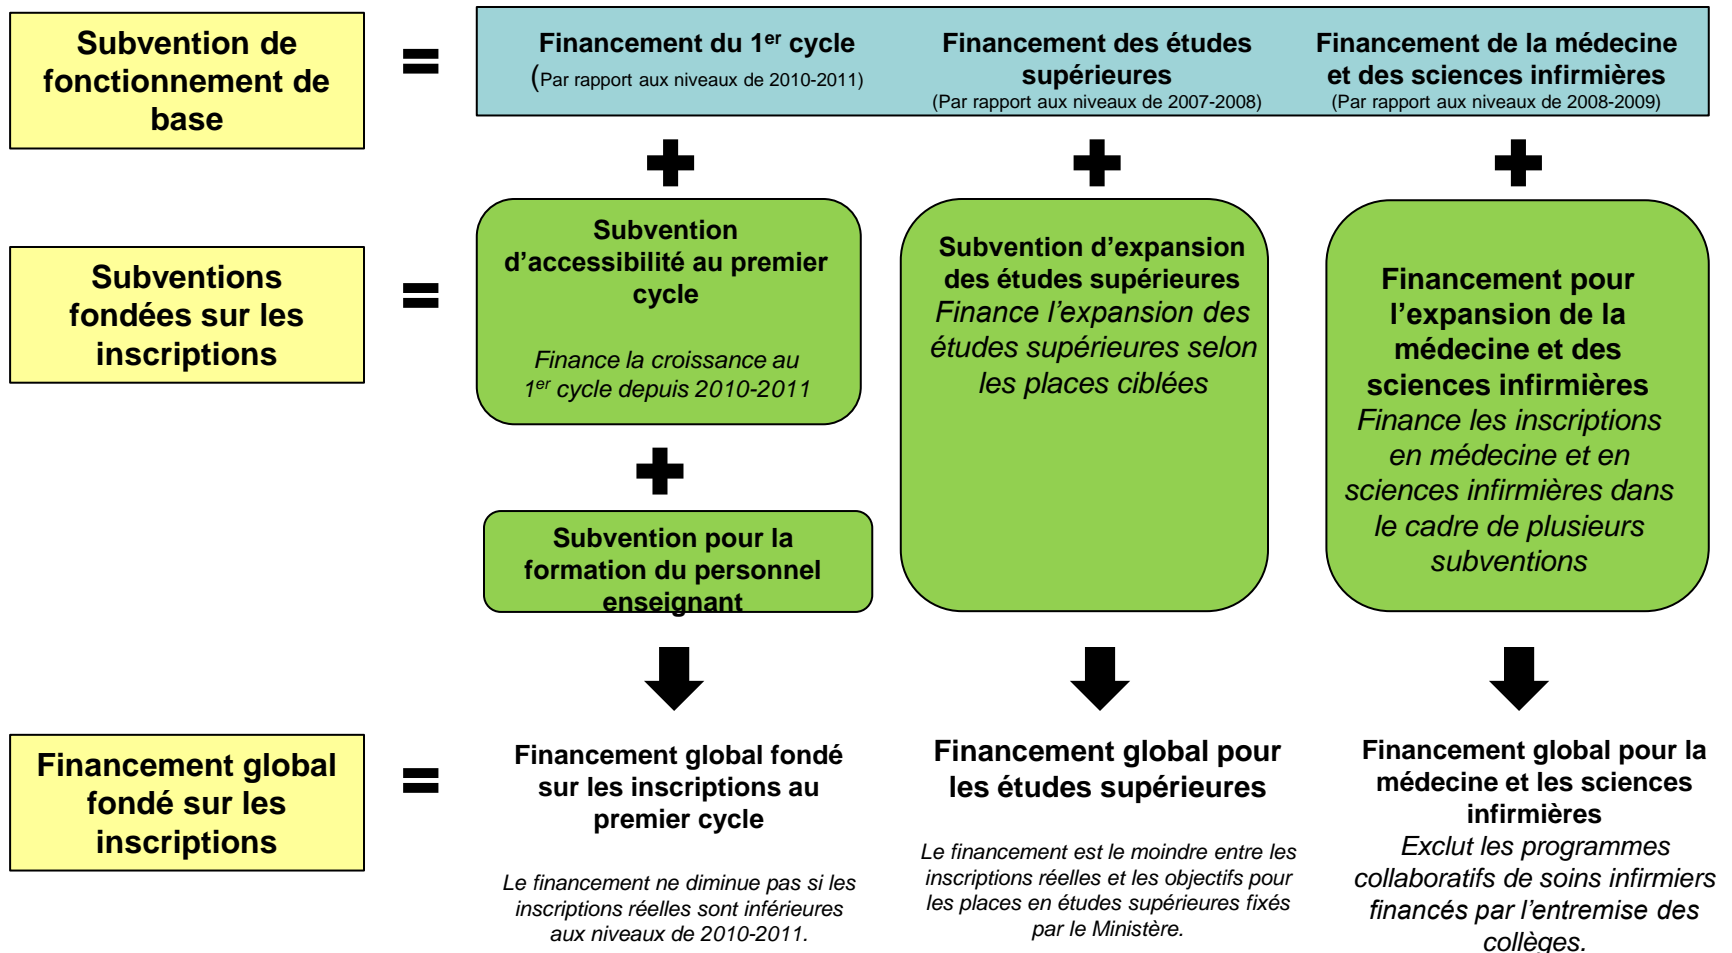 Subvention de
fonctionnement de
base
=
Financement du 1er cycle
(Par rapport aux niveaux de 2010-2011)
Financement des études
supérieures
(Par rapport aux niveaux de 2007-2008)
Financement de la médecine
et des sciences infirmières
(Par rapport aux niveaux de 2008-2009)
Subventions
fondées sur les
inscriptions
=
Subvention
d’accessibilité au premier
cycle
Finance la croissance au
1er cycle depuis 2010-2011
Subvention pour la
formation du personnel
enseignant
Subvention d’expansion
des études supérieures
Finance l’expansion des
études supérieures selon
les places ciblées
Financement pour
l’expansion de la
médecine et des
sciences infirmières
Finance les inscriptions
en médecine et en
sciences infirmières dans
le cadre de plusieurs
subventions
Financement global
fondé sur les
inscriptions
=
Financement global fondé
sur les inscriptions au
premier cycle
Le financement ne diminue pas si les
inscriptions réelles sont inférieures
aux niveaux de 2010-2011.
Financement global pour
les études supérieures
Le financement est le moindre entre les
inscriptions réelles et les objectifs pour
les places en études supérieures fixés
par le Ministère.
Financement global pour la
médecine et les sciences
infirmières
Exclut les programmes
collaboratifs de soins infirmiers
financés par l’entremise des
collèges.